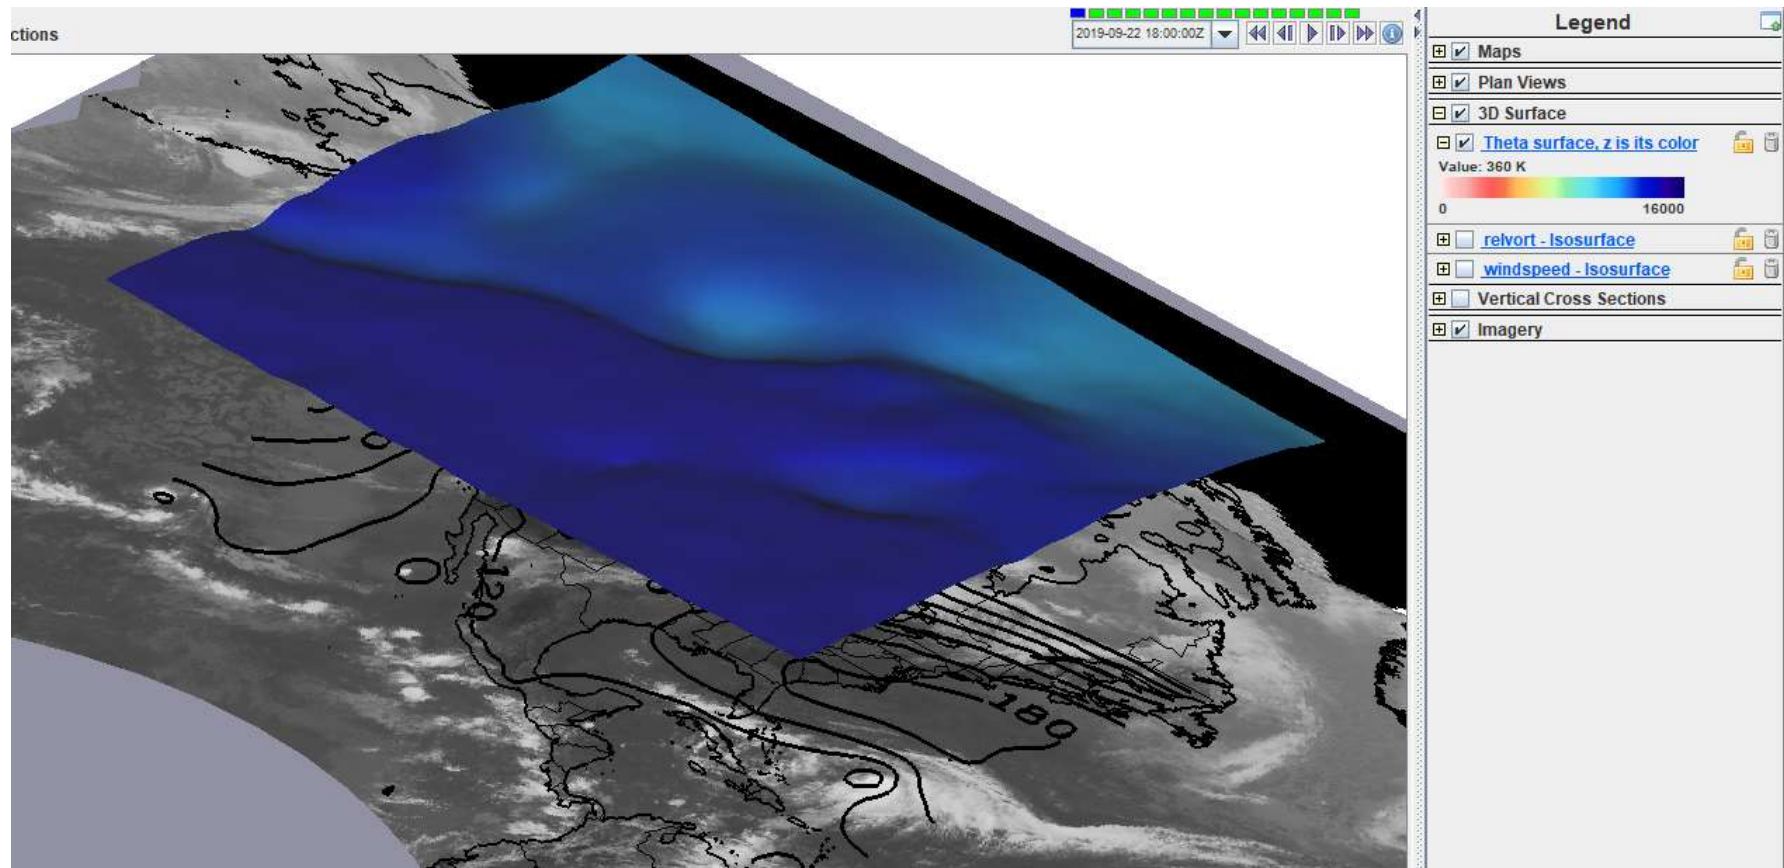 ctions
2019-09-22 18:00:00Z
Legend
Maps
Plan Views
3D Surface
Theta surface, z is its color
Value: 360 K
0 16000
relvort - Isosurface
windspeed - Isosurface
Vertical Cross Sections
Imagery
120
180